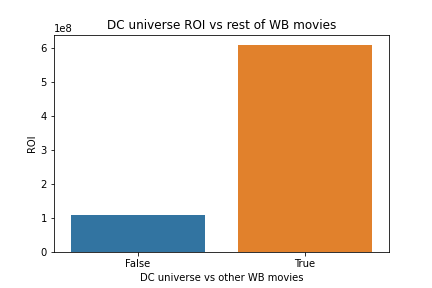 DC universe ROI vs rest of WB movies
1e8
6
5
4
3
2
1
0
ROI
False True
DC universe vs other WB movies